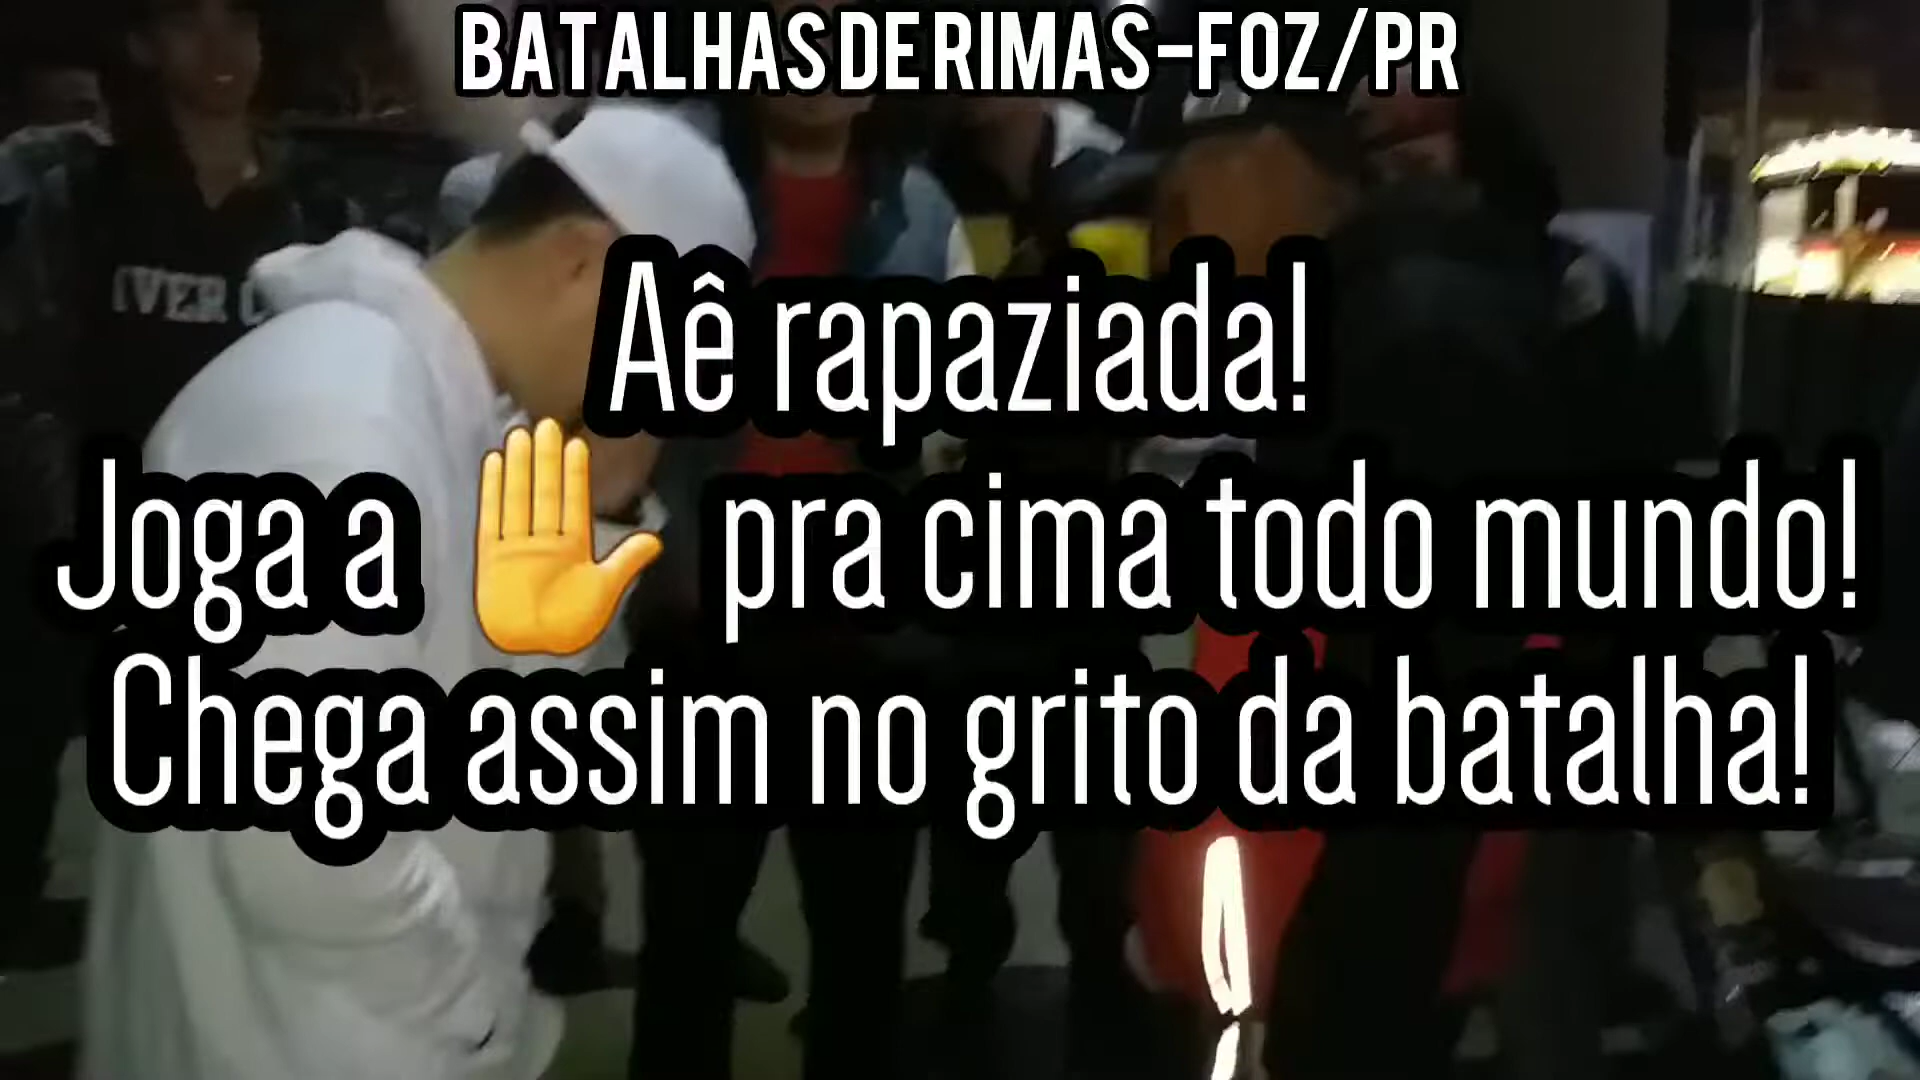 BATALHAS DE RIMAS-FOZ/PR
Aê rapaziada!
Joga a ✋ pra cima todo mundo!
Chega assim no grito da batalha!